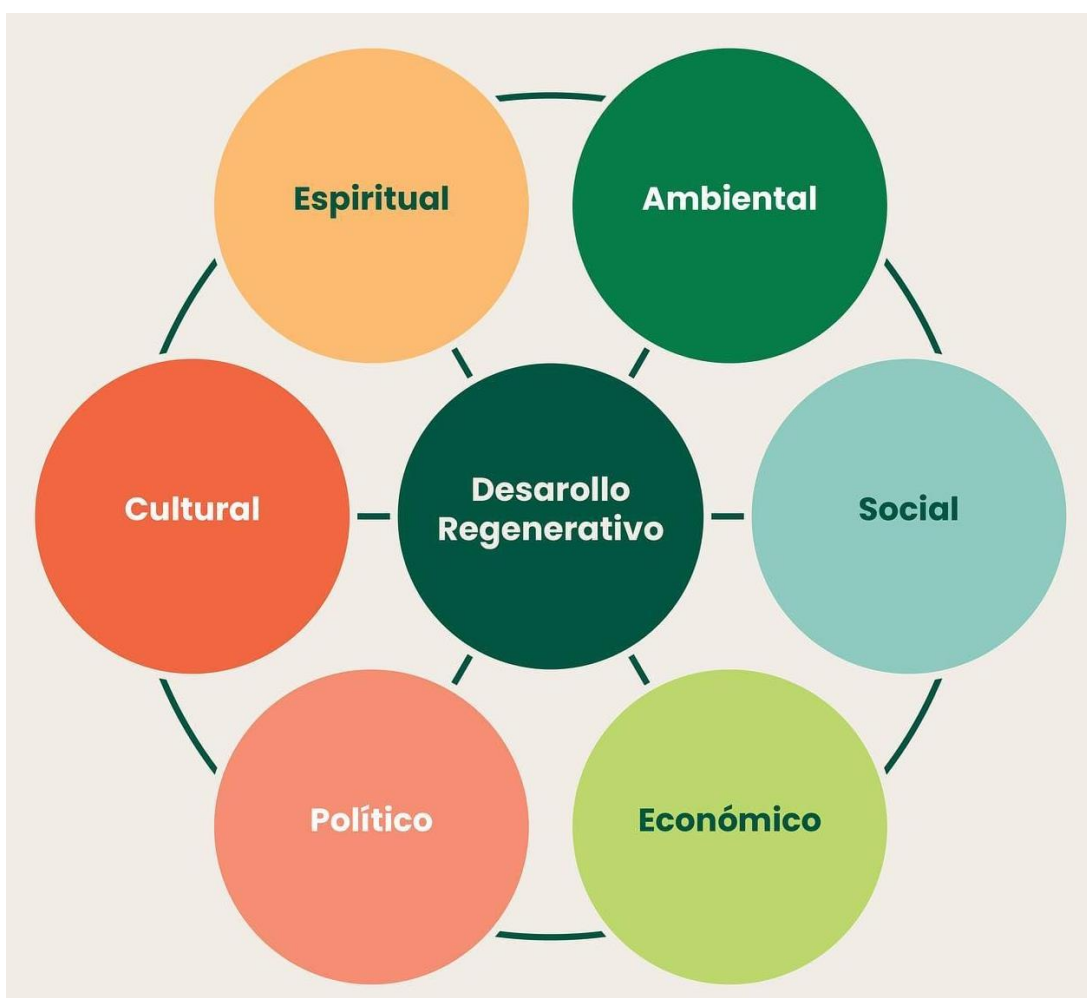 Espiritual
Ambiental
Cultural
Desarollo
Regenerativo
Social
Político
Económico